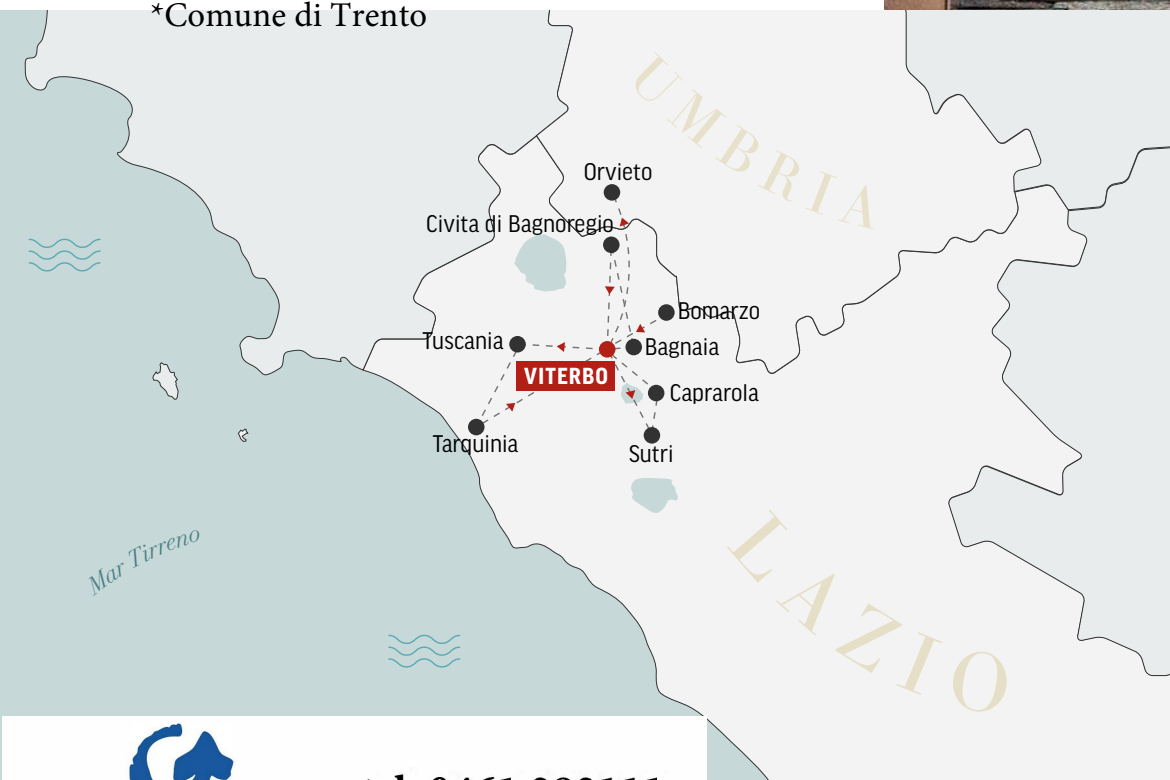 *Comune di Trento
UMBRIA
Orvieto
Civita di Bagnoregio
Bomarzo
Tuscania
Bagnaia
VITERBO
Caprarola
Tarquinia
Sutri
Mar Tirreno
LAZIO